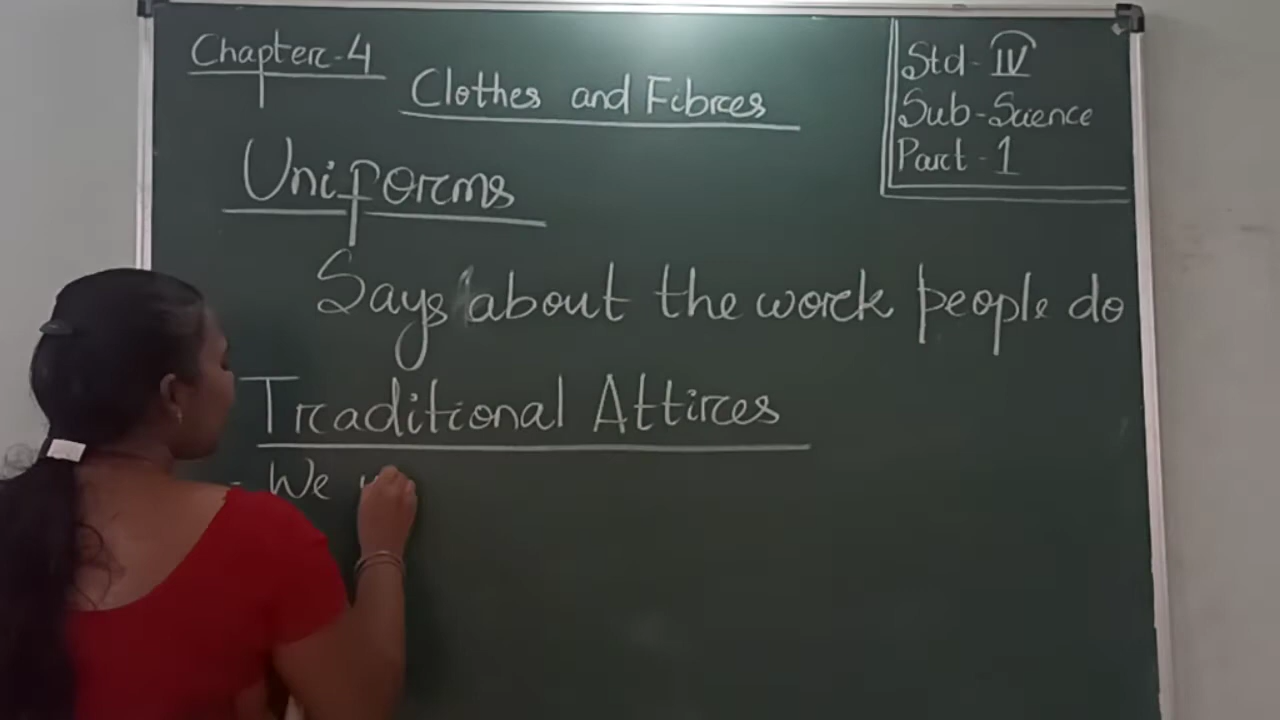 Chapter-4
Clothes and Fibres
Std-IV
Sub-Science
Part-1
Uniforms
Says about the work people do
Traditional Attires
- We